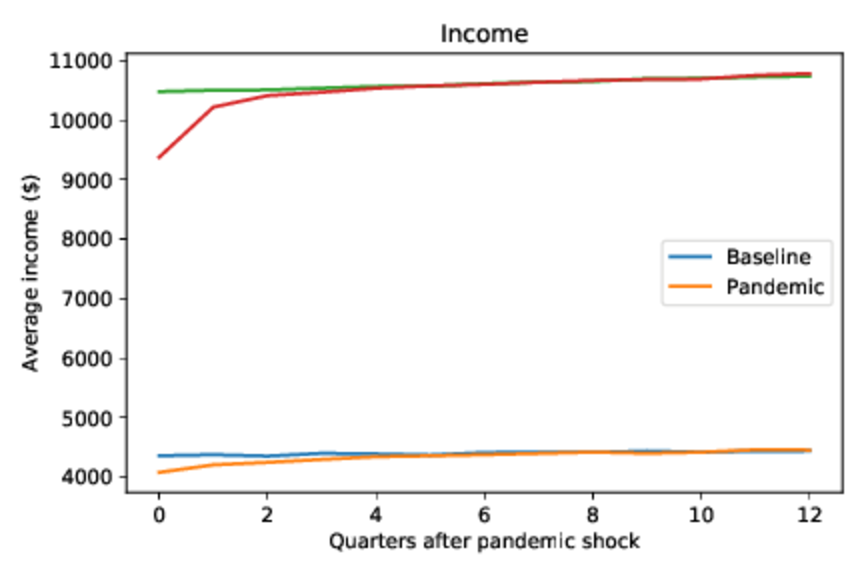 Income
11000
10000
9000
8000
7000
6000
5000
4000
Average income ($)
Baseline
Pandemic
0 2 4 6 8 10 12
Quarters after pandemic shock